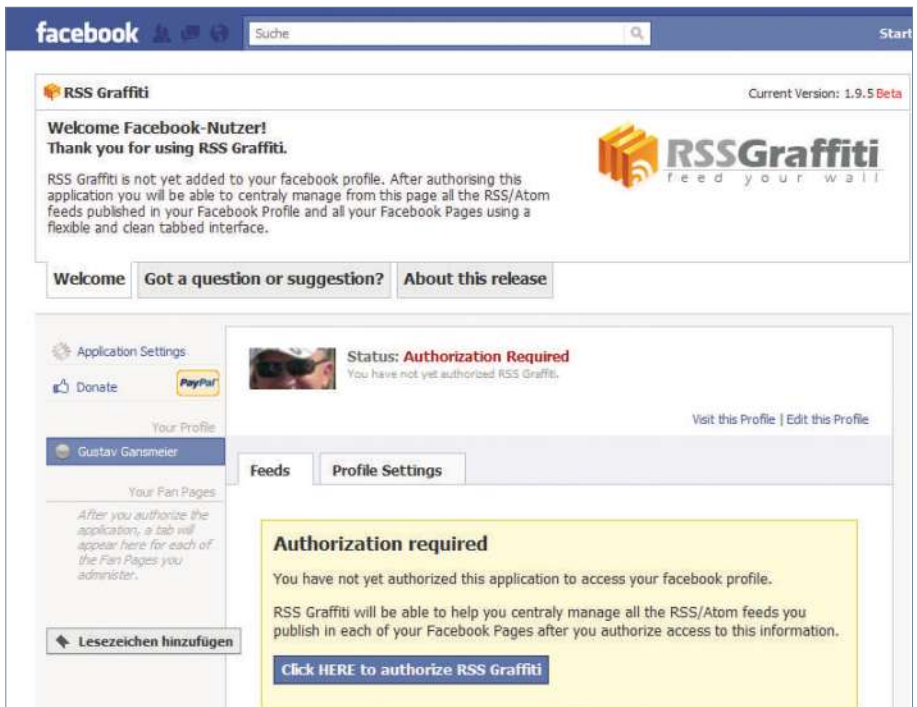 facebook
Suche
Start
RSS Graffiti
Current Version: 1.9.5 Beta
Welcome Facebook-Nutzer!
Thank you for using RSS Graffiti.
RSS Graffiti is not yet added to your facebook profile. After authorising this
application you will be able to centraly manage from this page all the RSS/Atom
feeds published in your Facebook Profile and all your Facebook Pages using a
flexible and clean tabbed interface.
RSSGraffiti
feed your wall
Welcome
Got a question or suggestion?
About this release
Application Settings
Donate
PayPal
Your Profile
Gustav Gansmeier
Your Fan Pages
After you authorize the
application, a tab will
appear here for each of
the Fan Pages you
administer.
Lesezeichen hinzufügen
Status: Authorization Required
You have not yet authorized RSS Graffiti.
Visit this Profile | Edit this Profile
Feeds
Profile Settings
Authorization required
You have not yet authorized this application to access your facebook profile.
RSS Graffiti will be able to help you centraly manage all the RSS/Atom feeds you
publish in each of your Facebook Pages after you authorize access to this information.
Click HERE to authorize RSS Graffiti